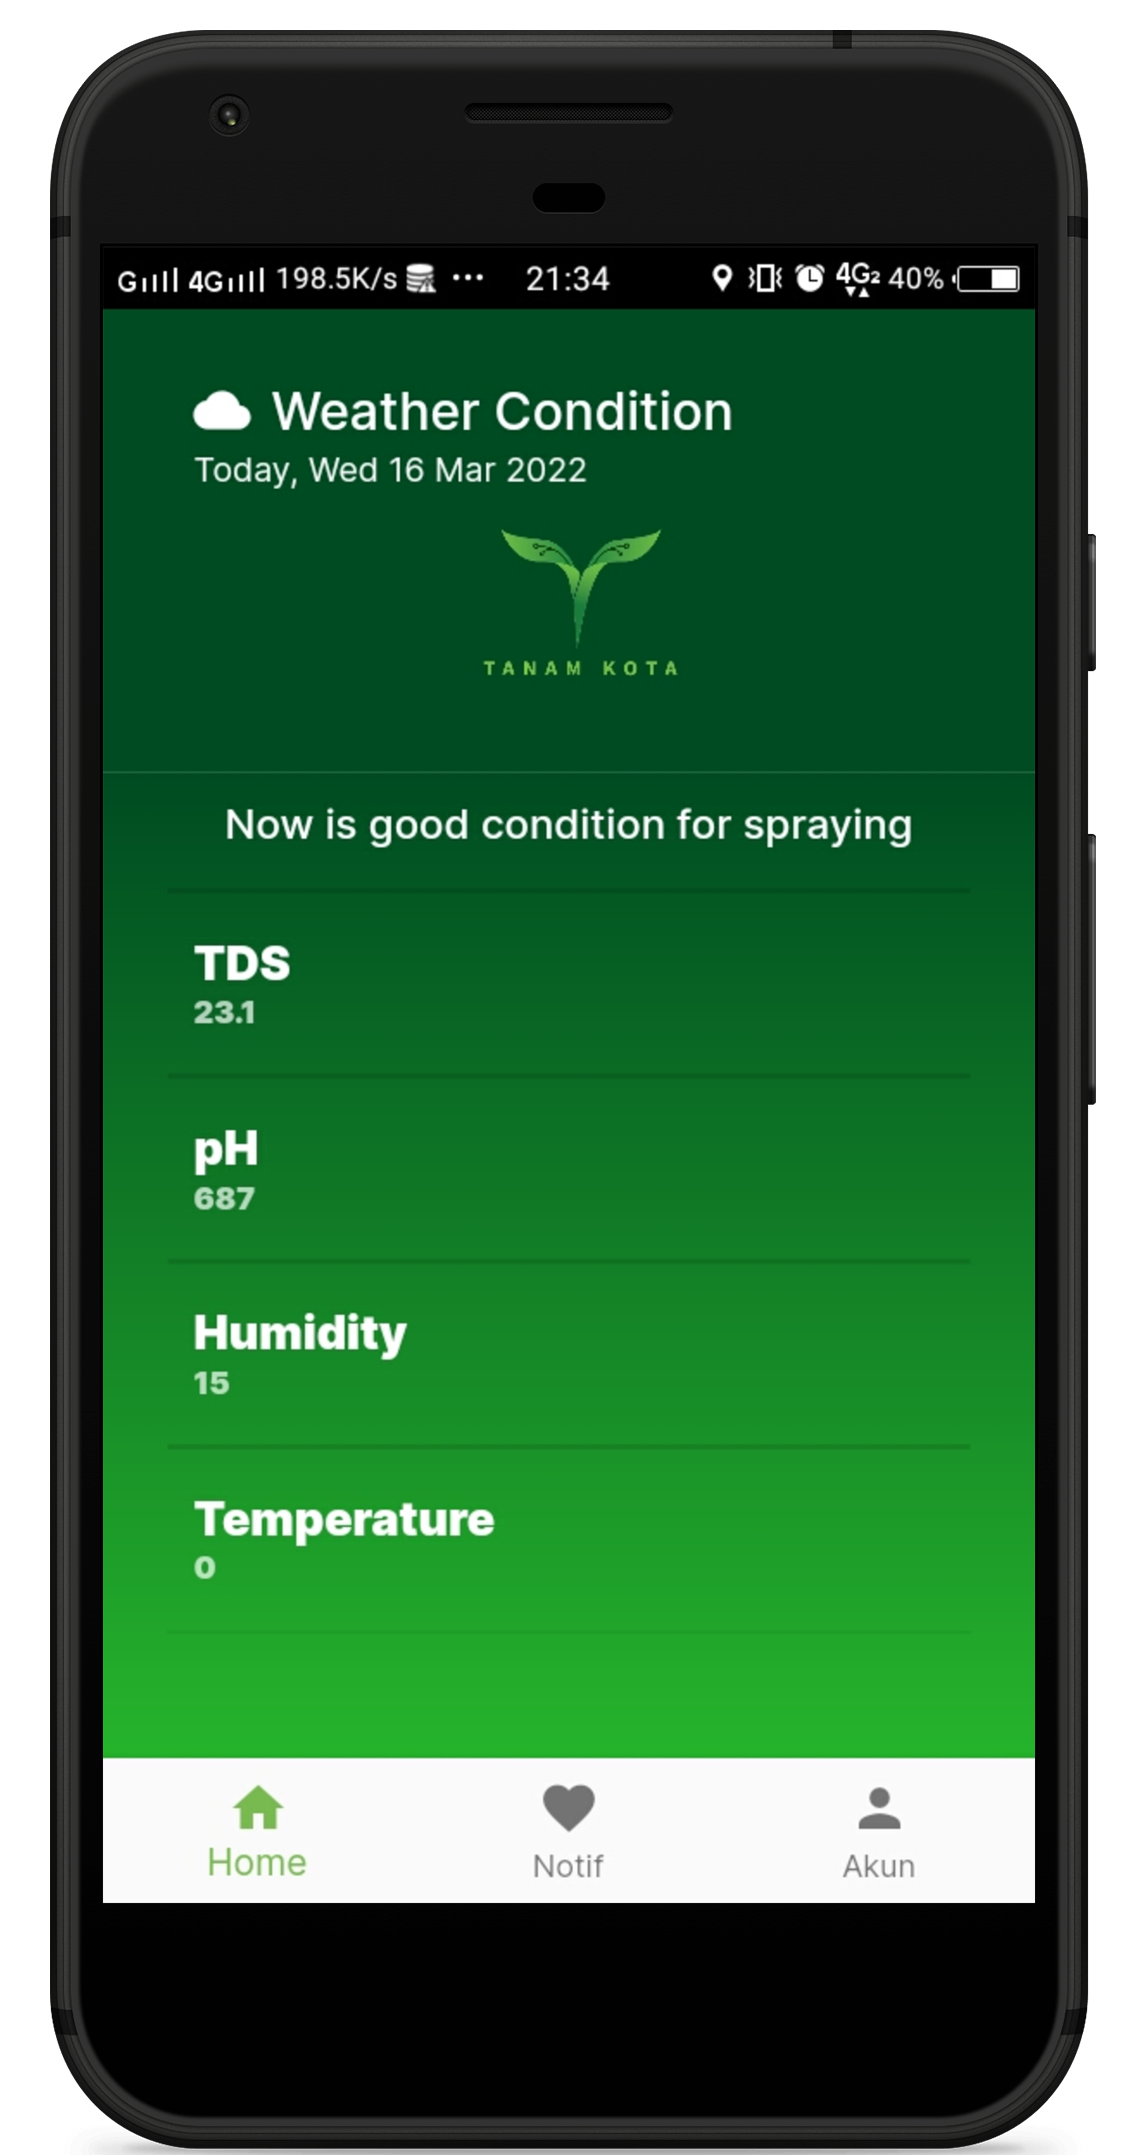 G 4G 198.5K/s ... 21:34 4G2 40%
Weather Condition
Today, Wed 16 Mar 2022
TANAM KOTA
Now is good condition for spraying
TDS
23.1
pH
687
Humidity
15
Temperature
0
Home Notif Akun